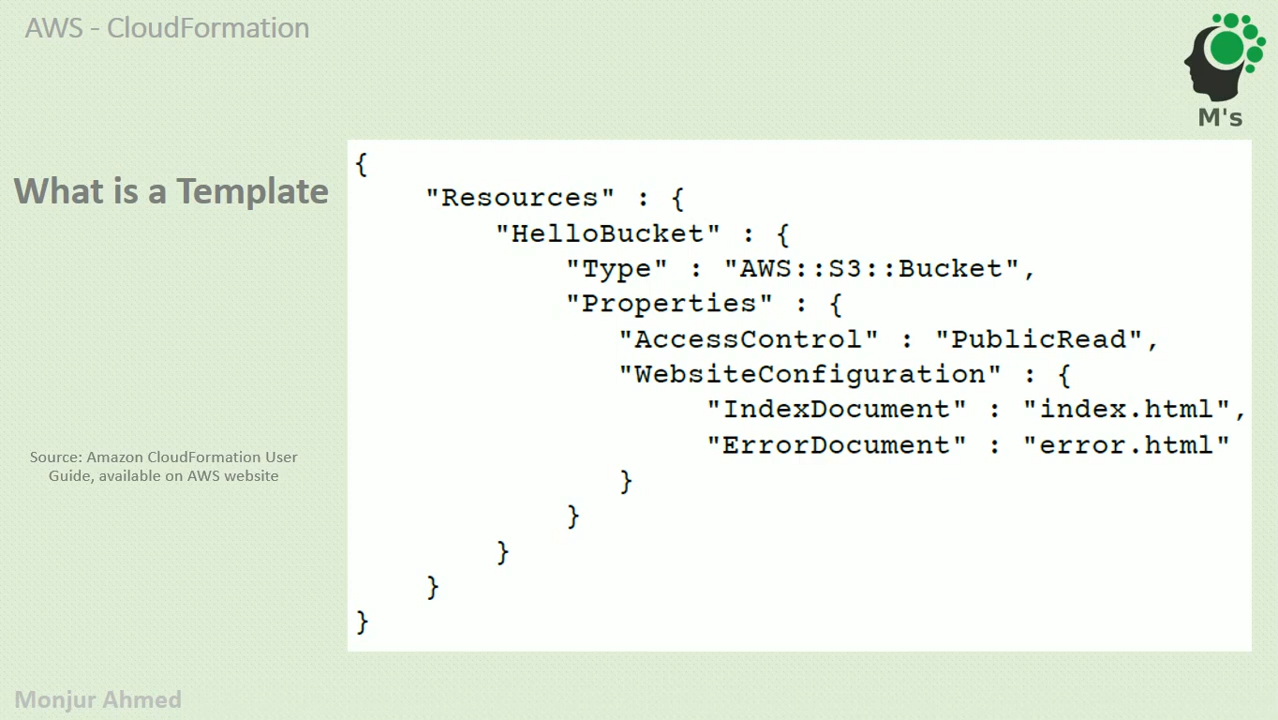 AWS - CloudFormation
M's
What is a Template
{
"Resources" : {
"HelloBucket" : {
"Type" : "AWS::S3::Bucket",
"Properties" : {
"AccessControl" : "PublicRead",
"WebsiteConfiguration" : {
"IndexDocument" : "index.html",
"ErrorDocument" : "error.html"
}
}
}
}
}
Source: Amazon CloudFormation User
Guide, available on AWS website
Monjur Ahmed